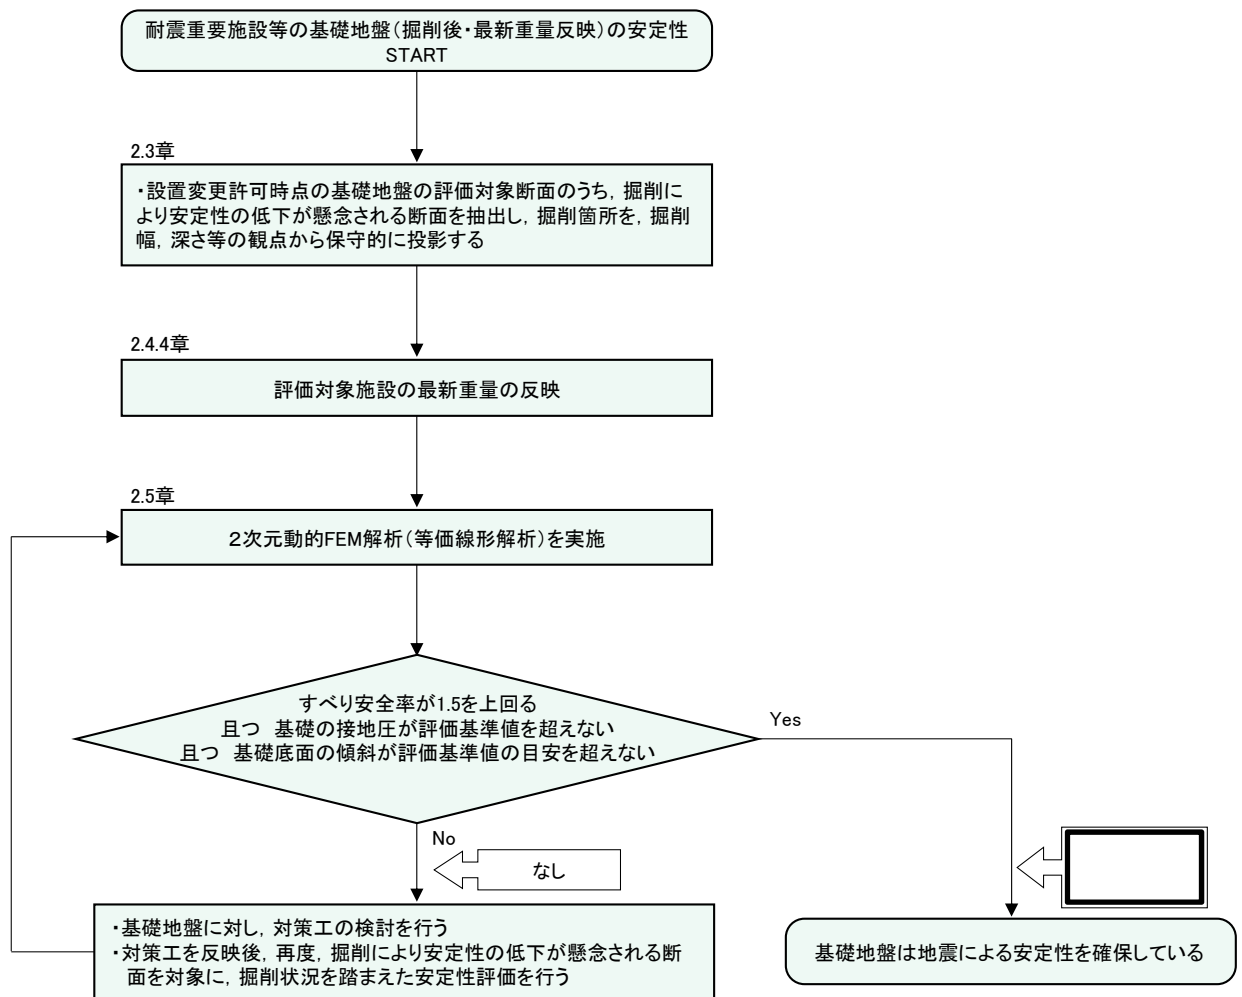 耐震重要施設等の基礎地盤（掘削後・最新重量反映）の安定性
START
2.3章
・設置変更許可時点の基礎地盤の評価対象断面のうち，掘削に
より安定性の低下が懸念される断面を抽出し，掘削箇所を，掘削
幅，深さ等の観点から保守的に投影する
2.4.4章
評価対象施設の最新重量の反映
2.5章
２次元動的FEM解析（等価線形解析）を実施
すべり安全率が1.5を上回る
且つ　基礎の接地圧が評価基準値を超えない
且つ　基礎底面の傾斜が評価基準値の目安を超えない
Yes
No
なし
・基礎地盤に対し，対策工の検討を行う
・対策工を反映後，再度，掘削により安定性の低下が懸念される断
面を対象に，掘削状況を踏まえた安定性評価を行う
基礎地盤は地震による安定性を確保している